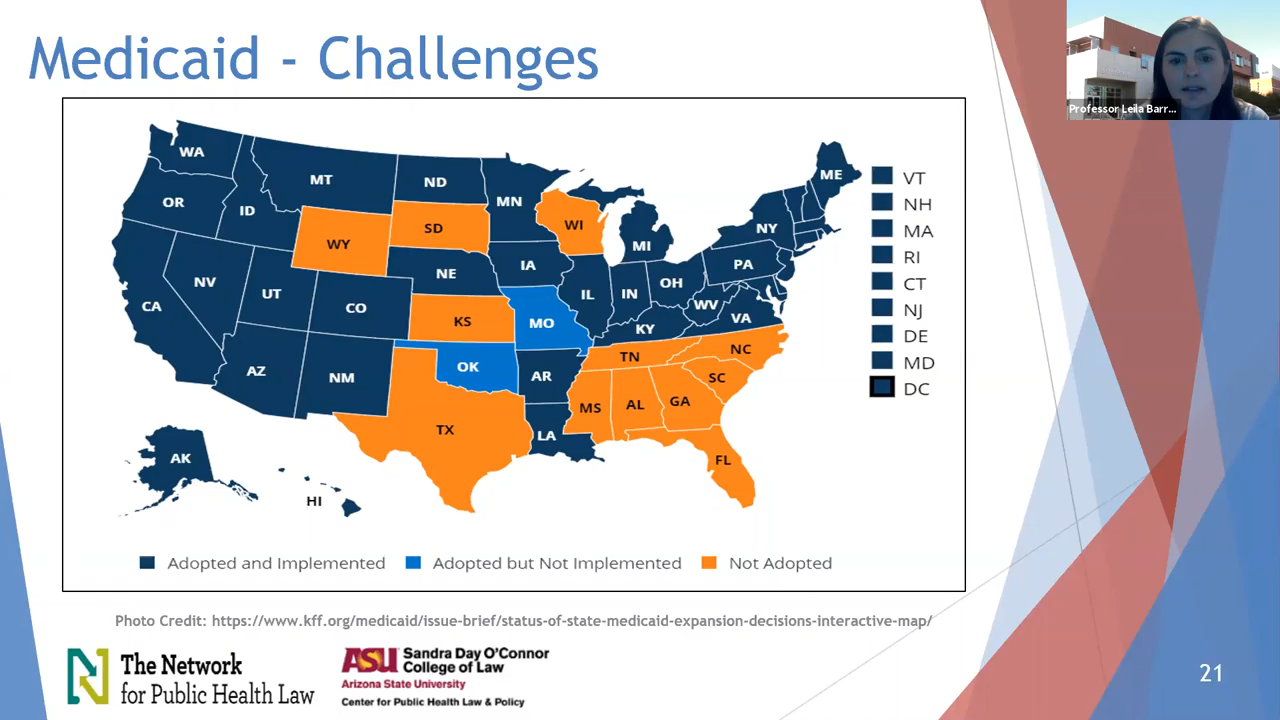 Medicaid - Challenges
Professor Leila Barr...
WA
MT
ND
MN
ME
OR
ID
WY
SD
WI
MI
NY
VT
NH
MA
RI
CT
NJ
DE
MD
DC
NV
UT
CO
NE
IA
IL
IN
OH
PA
WV
VA
CA
KS
MO
KY
AZ
NM
OK
AR
TN
NC
SC
MS
AL
GA
TX
LA
FL
AK
HI
Adopted and Implemented
Adopted but Not Implemented
Not Adopted
Photo Credit: https://www.kff.org/medicaid/issue-brief/status-of-state-medicaid-expansion-decisions-interactive-map/
The Network
for Public Health Law
ASU Sandra Day O'Connor
College of Law
Arizona State University
Center for Public Health Law & Policy
21